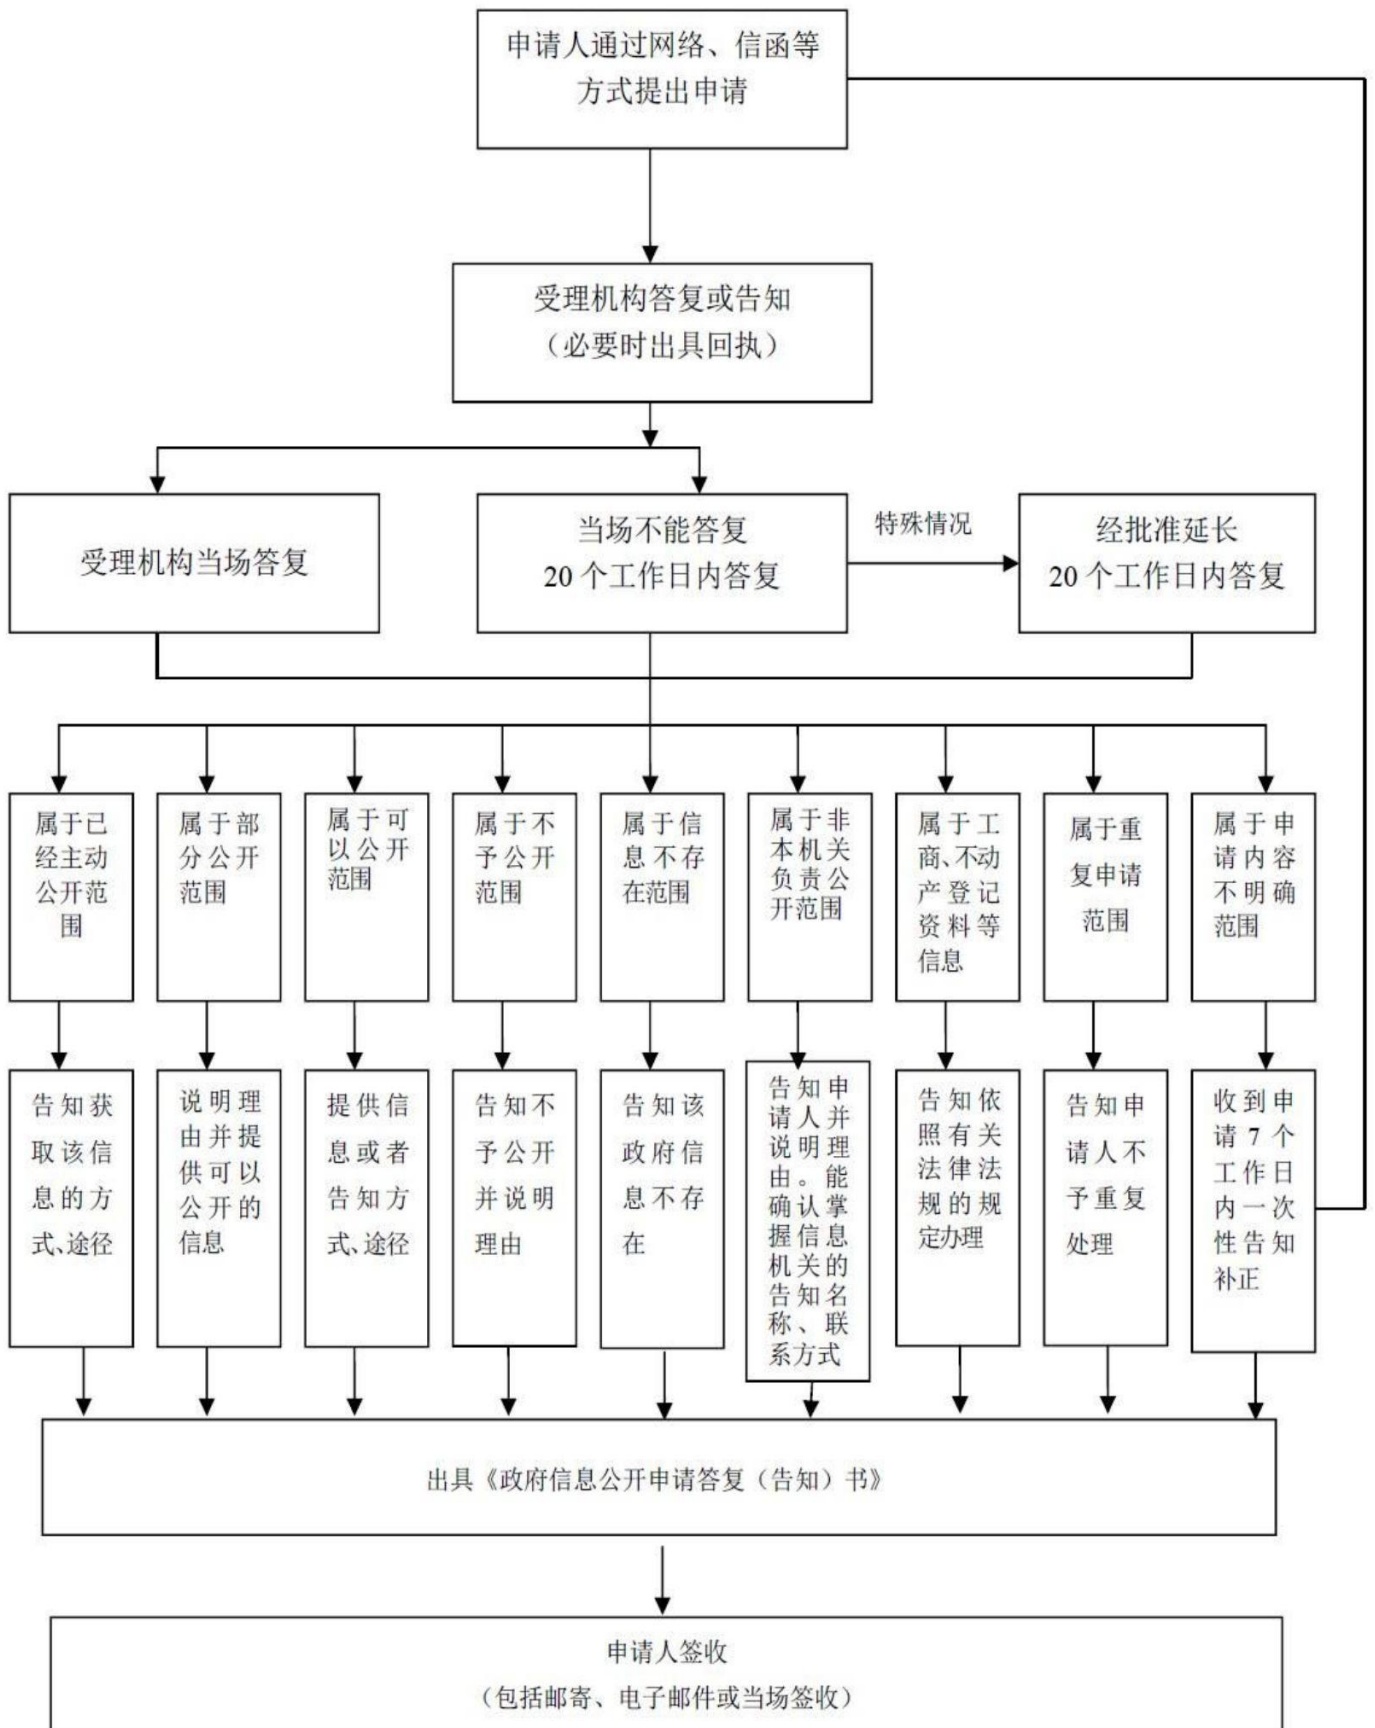 申请人通过网络、信函等
方式提出申请
受理机构答复或告知
（必要时出具回执）
受理机构当场答复
当场不能答复
20 个工作日内答复
特殊情况
经批准延长
20 个工作日内答复
属于已
经主动
公开范
围
属于部
分公开
范围
属于可
以公开
范围
属于不
予公开
范围
属于信
息不存
在范围
属于非
本机关
负责公
开范围
属于工
商、不动
产登记
资料等
信息
属于重
复申请
范围
属于申
请内容
不明确
范围
告知获
取该信
息的方
式、途径
说明理
由并提
供可以
公开的
信息
提供信
息或者
告知方
式、途径
告知不
予公开
并说明
理由
告知该
政府信
息不存
在
告知申
请人并
说明理
由。能
确认掌
握信息
机关的
告知名
称、联
系方式
告知依
照有关
法律法
规的规
定办理
告知申
请人不
予重复
处理
收到申
请 7 个
工作日
内一次
性告知
补正
出具《政府信息公开申请答复（告知）书》
申请人签收
（包括邮寄、电子邮件或当场签收）